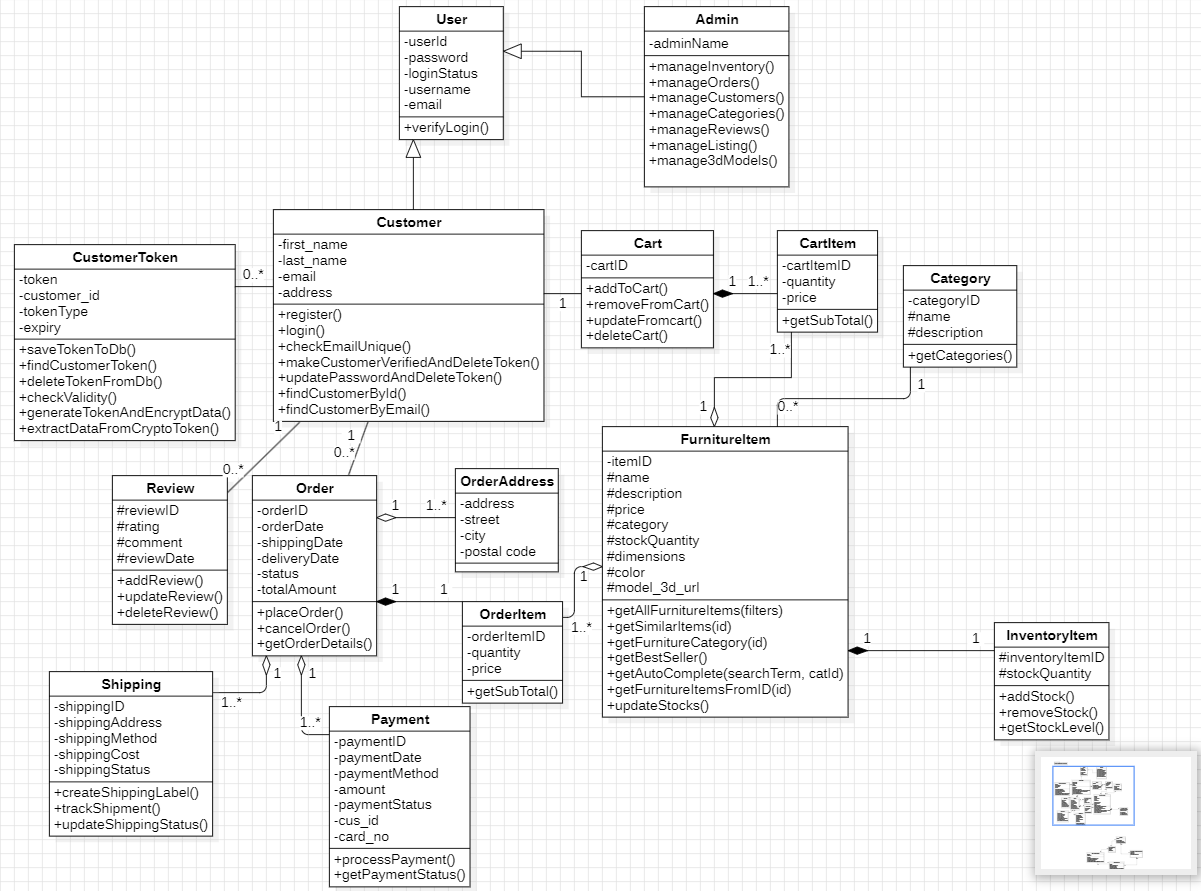 User
-userId
-password
-loginStatus
-username
-email
+verifyLogin()
Admin
-adminName
+manageInventory()
+manageOrders()
+manageCustomers()
+manageCategories()
+manageReviews()
+manageListing()
+manage3dModels()
CustomerToken
-token
-customer_id
-tokenType
-expiry
+saveTokenToDb()
+findCustomerToken()
+deleteTokenFromDb()
+checkValidity()
+generateTokenAndEncryptData()
+extractDataFromCryptoToken()
0..*
Customer
-first_name
-last_name
-email
-address
+register()
+login()
+checkEmailUnique()
+makeCustomerVerifiedAndDeleteToken()
+updatePasswordAndDeleteToken()
+findCustomerById()
+findCustomerByEmail()
1
Cart
-cartID
+addToCart()
+removeFromCart()
+updateFromcart()
+deleteCart()
1
1..*
CartItem
-cartItemID
-quantity
-price
+getSubTotal()
1..*
1
Category
-categoryID
#name
#description
+getCategories()
1
0..*
1
0..*
1
0..*
Review
#reviewID
#rating
#comment
#reviewDate
+addReview()
+updateReview()
+deleteReview()
Order
-orderID
-orderDate
-shippingDate
-deliveryDate
-status
-totalAmount
+placeOrder()
+cancelOrder()
+getOrderDetails()
1
1..*
OrderAddress
-address
-street
-city
-postal code
1
1
OrderItem
-orderItemID
-quantity
-price
+getSubTotal()
1
1..*
FurnitureItem
-itemID
#name
#description
#price
#category
#stockQuantity
#dimensions
#color
#model_3d_url
+getAllFurnitureItems(filters)
+getSimilarItems(id)
+getFurnitureCategory(id)
+getBestSeller()
+getAutoComplete(searchTerm, catId)
+getFurnitureItemsFromID(id)
+updateStocks()
1
1
InventoryItem
#inventoryItemID
#stockQuantity
+addStock()
+removeStock()
+getStockLevel()
1
1..*
Shipping
-shippingID
-shippingAddress
-shippingMethod
-shippingCost
-shippingStatus
+createShippingLabel()
+trackShipment()
+updateShippingStatus()
1
1..*
Payment
-paymentID
-paymentDate
-paymentMethod
-amount
-paymentStatus
-cus_id
-card_no
+processPayment()
+getPaymentStatus()